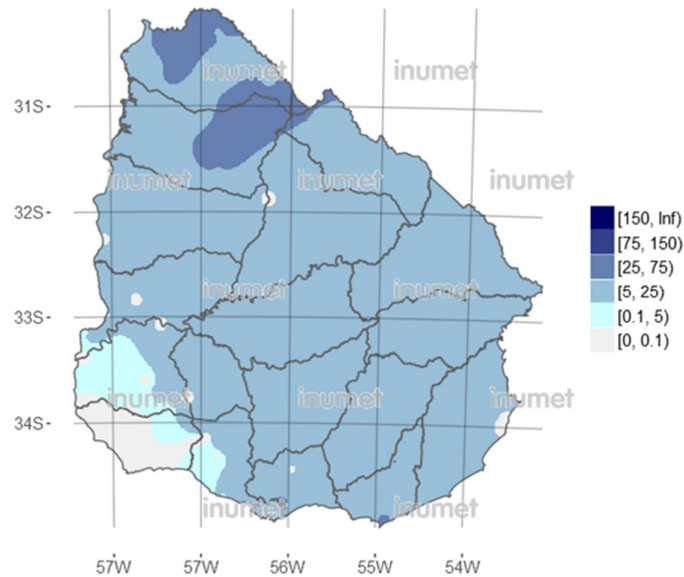 inumet inumet
31S-
inumet inumet inumet
[150, Inf)
32S-
[75, 150)
[25, 75)
inumet inumet
[5, 25)
33S-
[0.1, 5)
[0, 0.1)
inumet inumet inumet
34S-
inumet inumet
57W 57W 56W 55W 54W